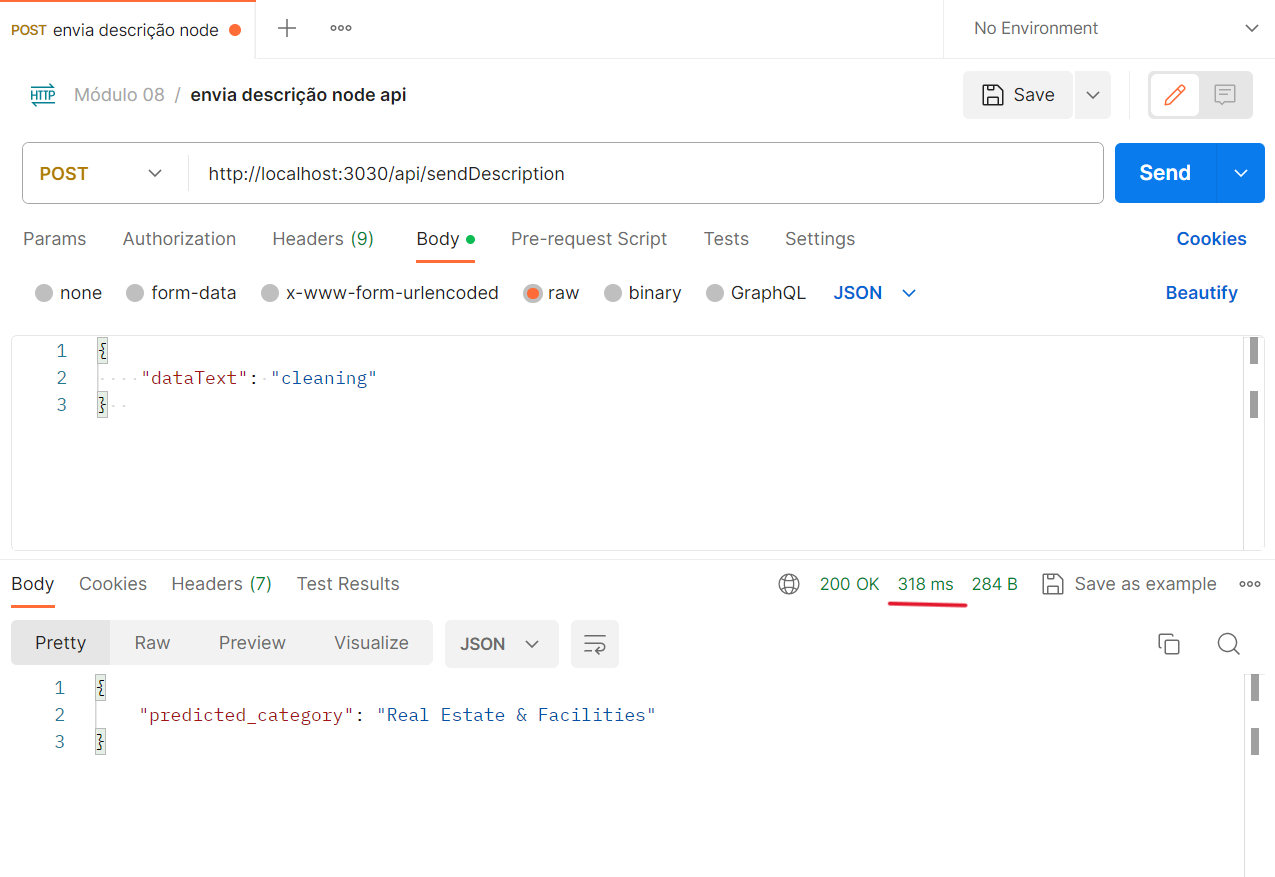 POST envia descrição node
No Environment
HTTP Módulo 08 / envia descrição node api
Save
POST http://localhost:3030/api/sendDescription
Send
Params Authorization Headers (9) Body Pre-request Script Tests Settings Cookies
none form-data x-www-form-urlencoded raw binary GraphQL JSON Beautify
1 {
2 "dataText": "cleaning"
3 }
Body Cookies Headers (7) Test Results 200 OK 318 ms 284 B Save as example
Pretty Raw Preview Visualize JSON
1 {
2 "predicted_category": "Real Estate & Facilities"
3 }